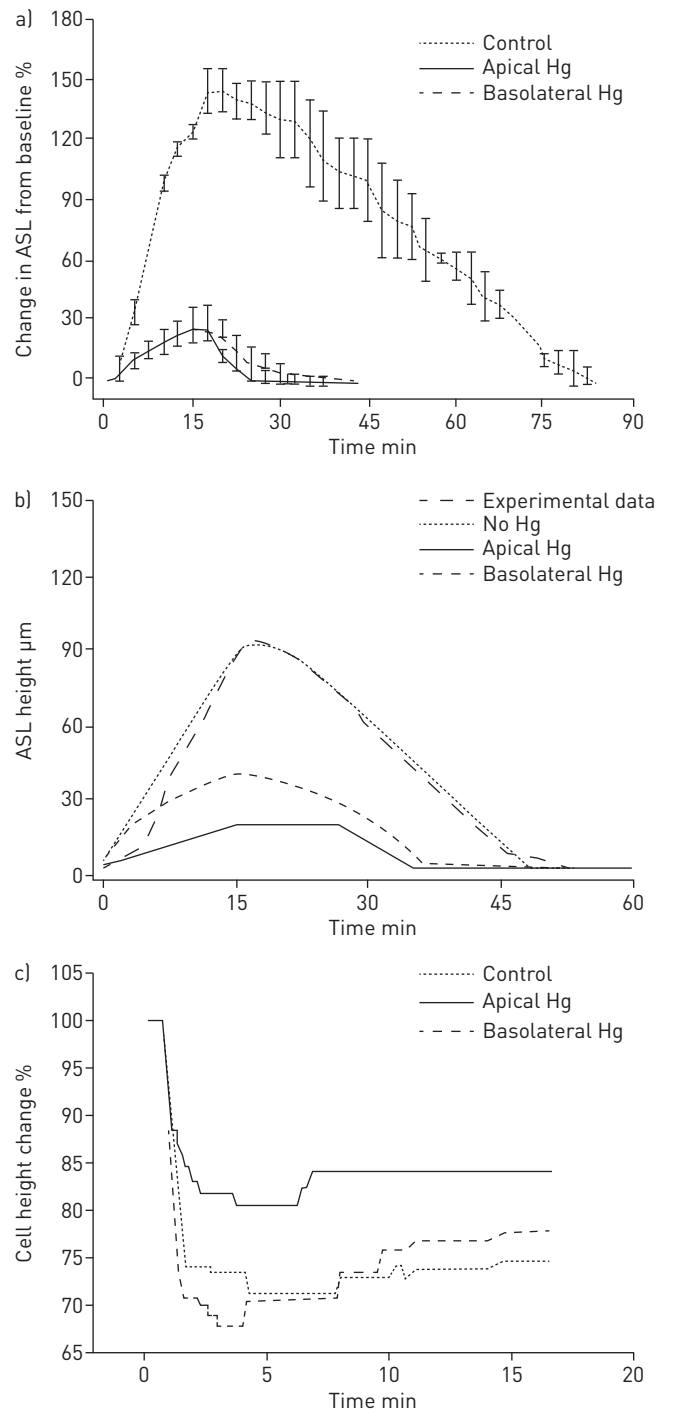 a)
180
150
120
90
60
30
0
Change in ASL from baseline %
Control
Apical Hg
Basolateral Hg
0 15 30 45 60 75 90
Time min
b)
150
120
90
60
30
0
ASL height µm
Experimental data
No Hg
Apical Hg
Basolateral Hg
0 15 30 45 60
Time min
c)
105
100
95
90
85
80
75
70
65
Cell height change %
Control
Apical Hg
Basolateral Hg
0 5 10 15 20
Time min